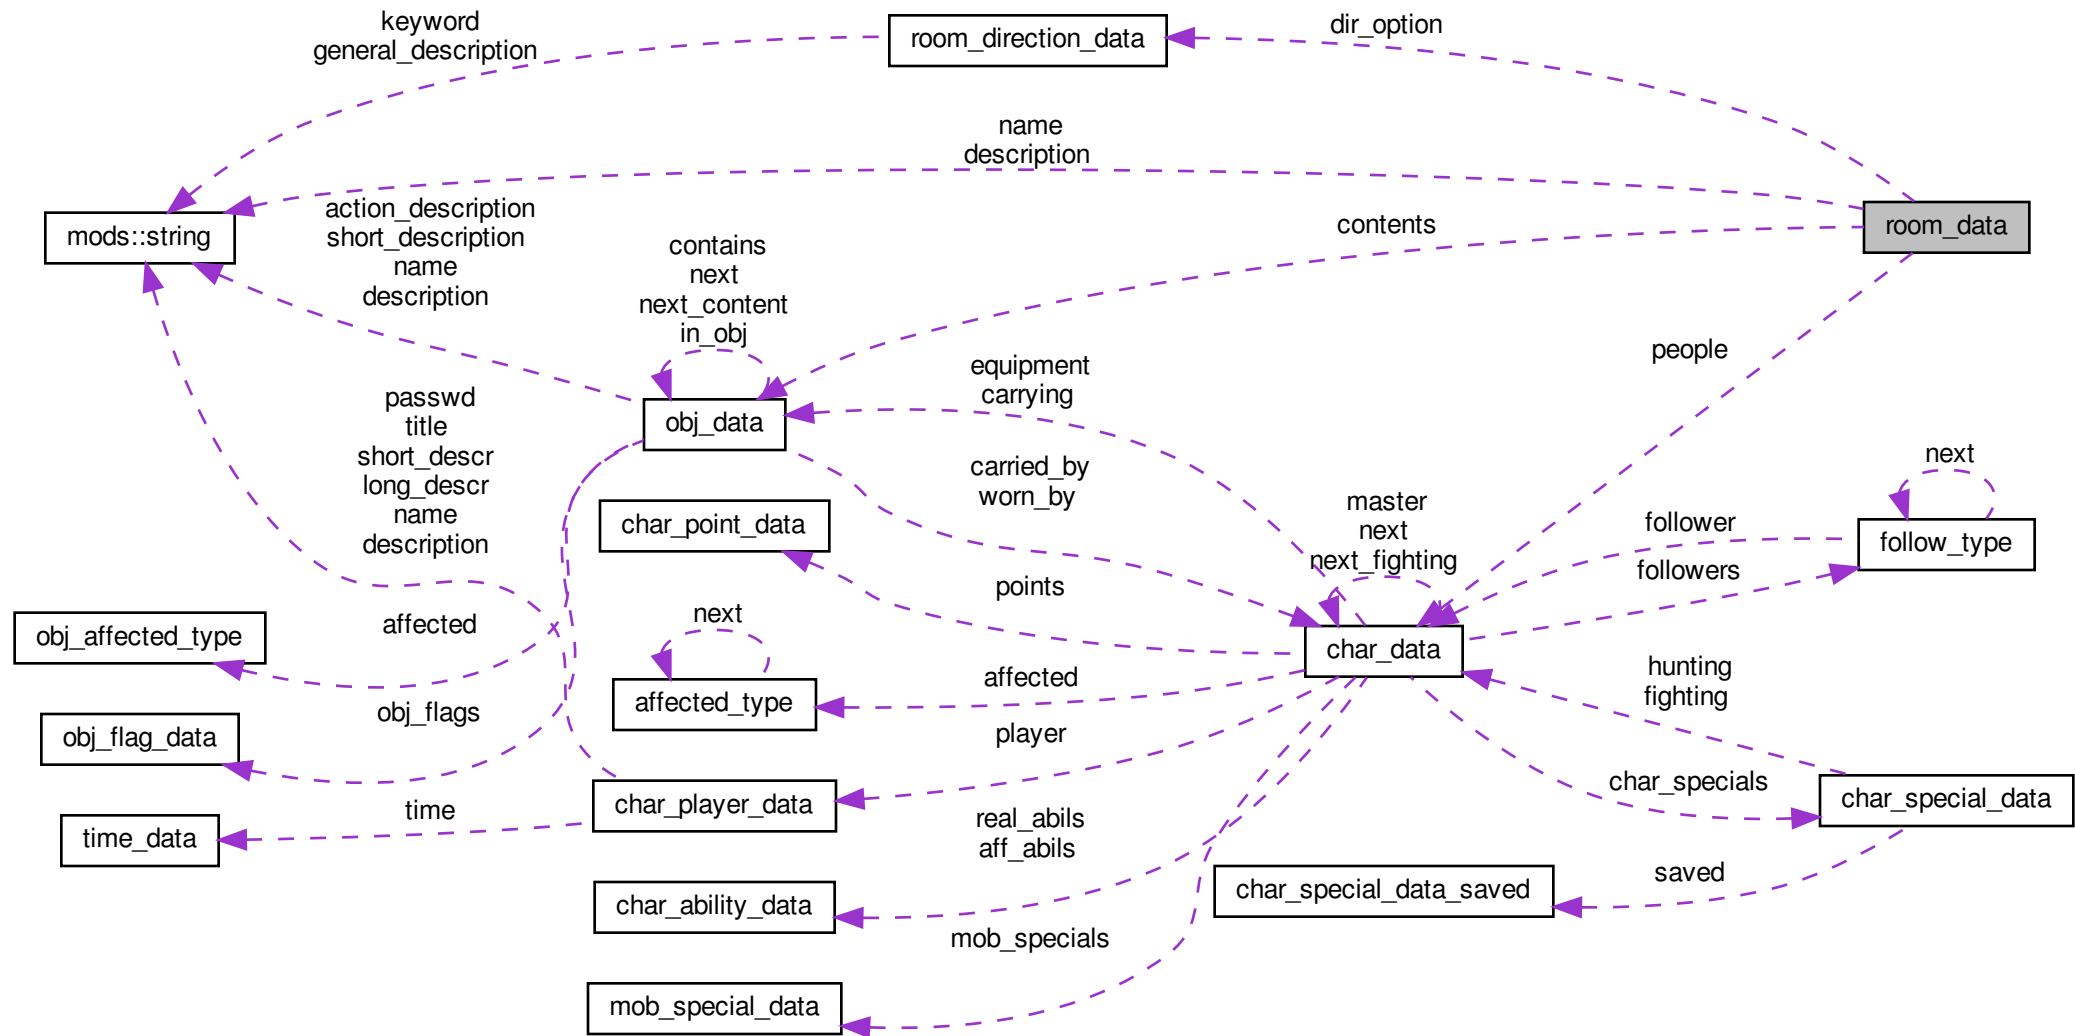 keyword
general_description
room_direction_data
dir_option
name
description
mods::string
action_description
short_description
name
description
contains
next
next_content
in_obj
contents
room_data
people
passwd
title
short_descr
long_descr
name
description
obj_data
equipment
carrying
carried_by
worn_by
char_point_data
master
next
next_fighting
next
follower
follow_type
followers
points
obj_affected_type
affected
next
char_data
affected_type
affected
hunting
fighting
obj_flag_data
obj_flags
player
char_specials
char_special_data
time_data
time
char_player_data
real_abils
aff_abils
char_ability_data
char_special_data_saved
saved
mob_specials
mob_special_data